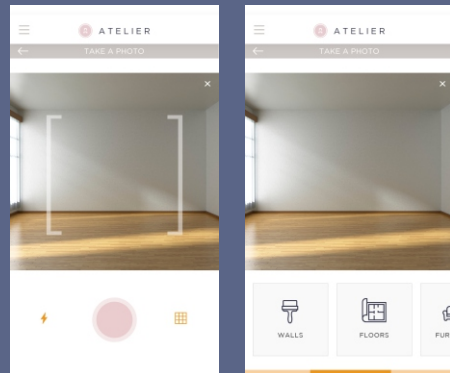 ATELIER
TAKE A PHOTO
ATELIER
TAKE A PHOTO
WALLS
FLOORS
FUR